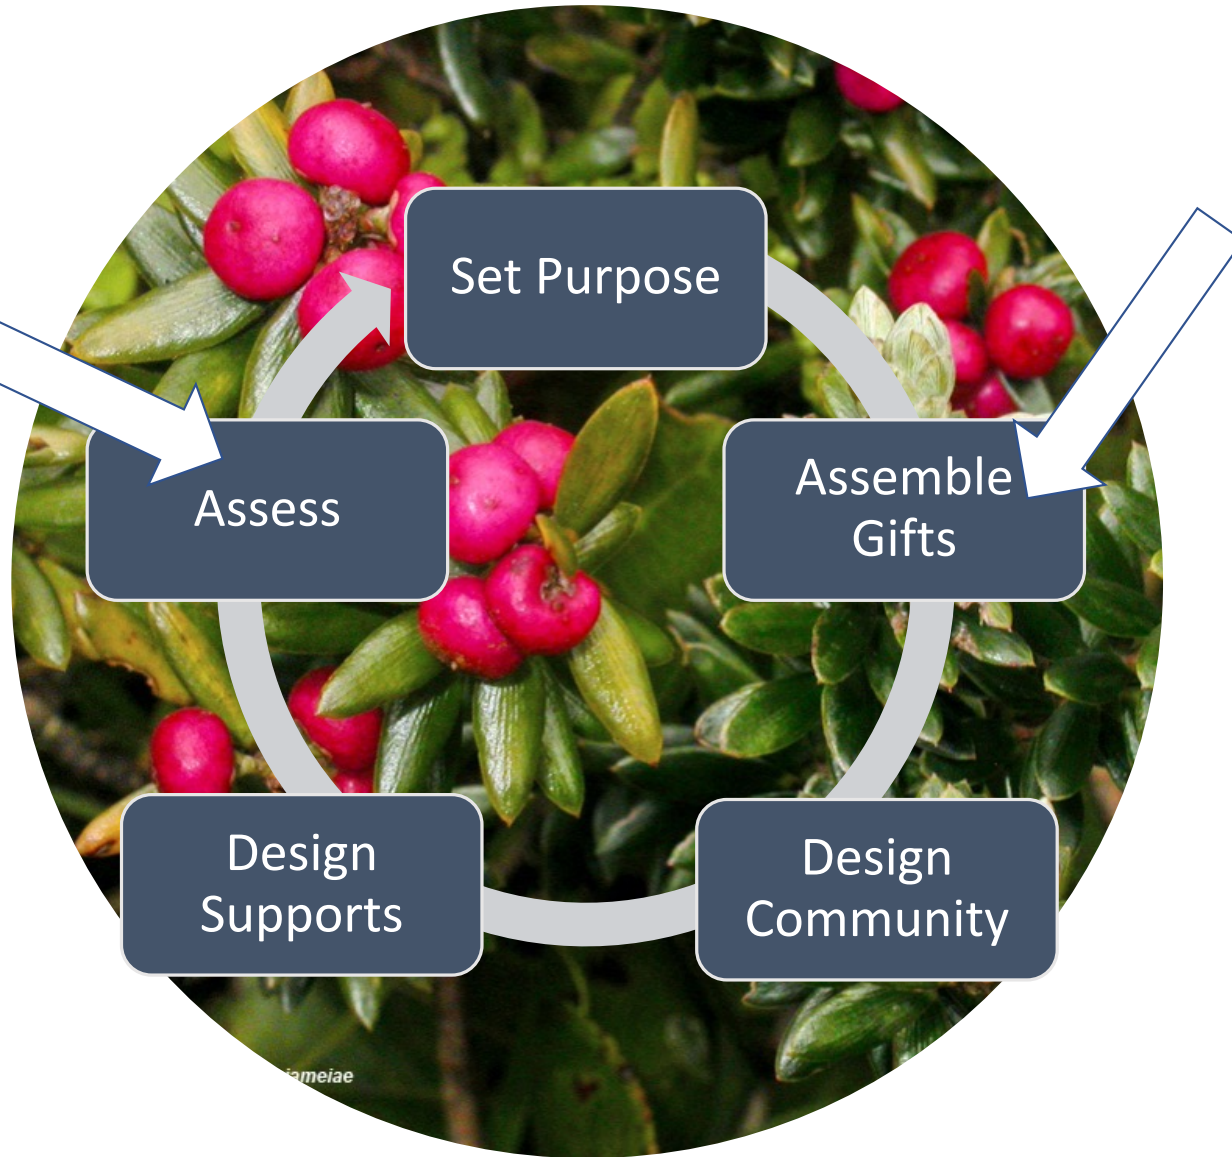 Set Purpose
Assess
Assemble
Gifts
Design
Supports
Design
Community